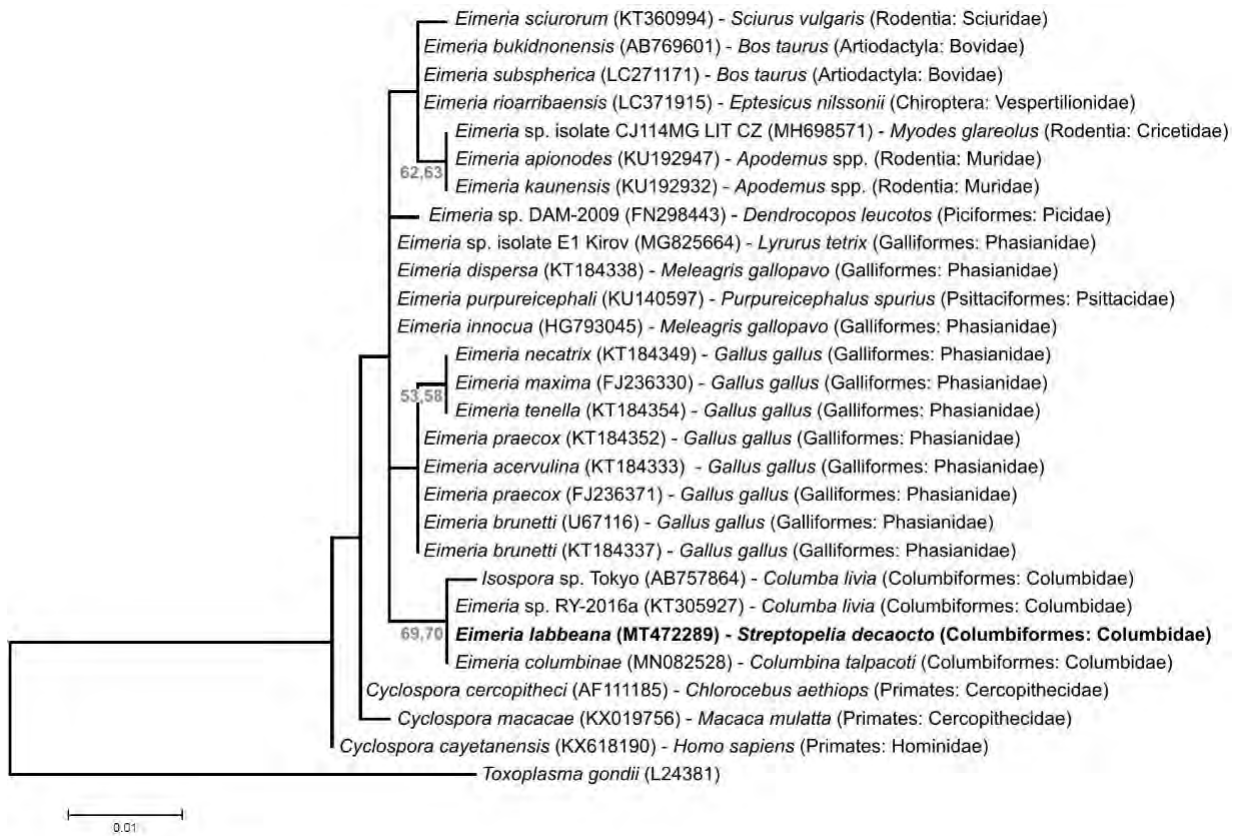 Eimeria sciurorum (KT360994) - Sciurus vulgaris (Rodentia: Sciuridae)
Eimeria bukidnonensis (AB769601) - Bos taurus (Artiodactyla: Bovidae)
Eimeria subspherica (LC271171) - Bos taurus (Artiodactyla: Bovidae)
Eimeria rioarribaensis (LC371915) - Eptesicus nilssonii (Chiroptera: Vespertilionidae)
Eimeria sp. isolate CJ114MG LIT CZ (MH698571) - Myodes glareolus (Rodentia: Cricetidae)
Eimeria apionodes (KU192947) - Apodemus spp. (Rodentia: Muridae)
62,63
Eimeria kaunensis (KU192932) - Apodemus spp. (Rodentia: Muridae)
Eimeria sp. DAM-2009 (FN298443) - Dendrocopos leucotos (Piciformes: Picidae)
Eimeria sp. isolate E1 Kirov (MG825664) - Lyrurus tetrix (Galliformes: Phasianidae)
Eimeria dispersa (KT184338) - Meleagris gallopavo (Galliformes: Phasianidae)
Eimeria purpureicephali (KU140597) - Purpureicephalus spurius (Psittaciformes: Psittacidae)
Eimeria innocua (HG793045) - Meleagris gallopavo (Galliformes: Phasianidae)
Eimeria necatrix (KT184349) - Gallus gallus (Galliformes: Phasianidae)
Eimeria maxima (FJ236330) - Gallus gallus (Galliformes: Phasianidae)
53,58
Eimeria tenella (KT184354) - Gallus gallus (Galliformes: Phasianidae)
Eimeria praecox (KT184352) - Gallus gallus (Galliformes: Phasianidae)
Eimeria acervulina (KT184333) - Gallus gallus (Galliformes: Phasianidae)
Eimeria praecox (FJ236371) - Gallus gallus (Galliformes: Phasianidae)
Eimeria brunetti (U67116) - Gallus gallus (Galliformes: Phasianidae)
Eimeria brunetti (KT184337) - Gallus gallus (Galliformes: Phasianidae)
Isospora sp. Tokyo (AB757864) - Columba livia (Columbiformes: Columbidae)
Eimeria sp. RY-2016a (KT305927) - Columba livia (Columbiformes: Columbidae)
69,70
Eimeria labbeana (MT472289) - Streptopelia decaocto (Columbiformes: Columbidae)
Eimeria columbinae (MN082528) - Columbina talpacoti (Columbiformes: Columbidae)
Cyclospora cercopitheci (AF111185) - Chlorocebus aethiops (Primates: Cercopithecidae)
Cyclospora macacae (KX019756) - Macaca mulatta (Primates: Cercopithecidae)
Cyclospora cayetanensis (KX618190) - Homo sapiens (Primates: Hominidae)
Toxoplasma gondii (L24381)
0.01